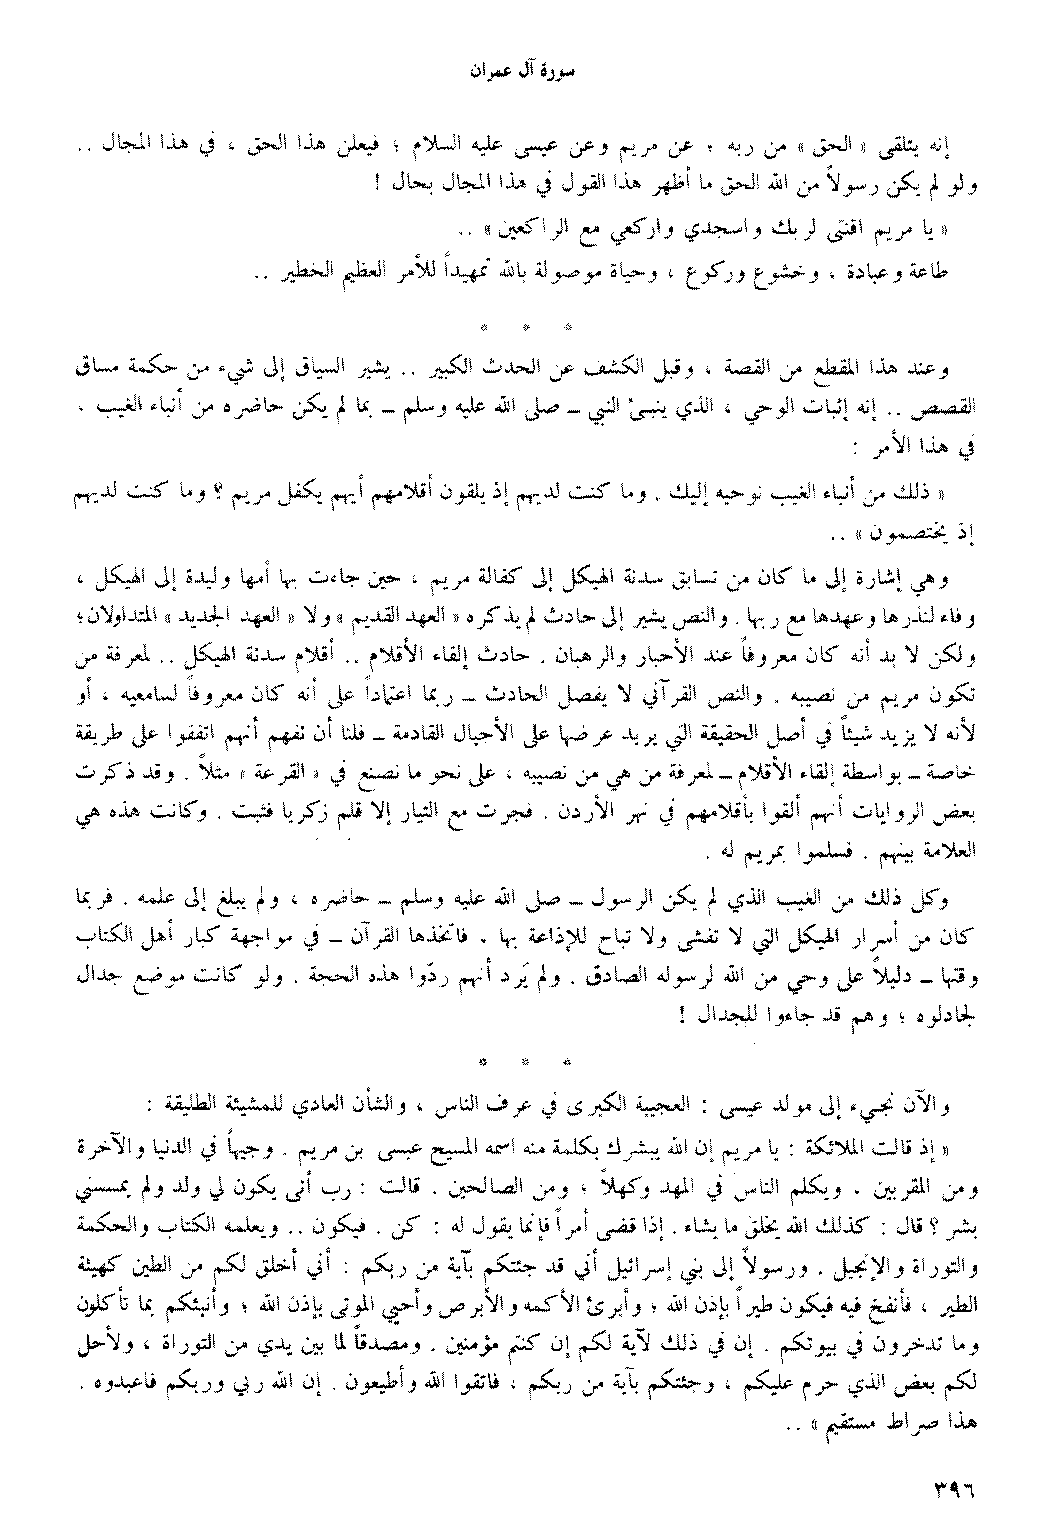 سورة آل عمران
إنه يتلقى « الحق » من ربه ؛ عن مريم وعن عيسى عليه السلام ؛ فيعلن هذا الحق ، في هذا المجال ..
ولو لم يكن رسولاً من الله الحق ما أظهر هذا القول في هذا المجال بحال !
« يا مريم اقنتي لربك واسجدي واركعي مع الراكعين » ..
طاعة وعبادة ، وخشوع وركوع ، وحياة موصولة بالله تمهيداً للأمر العظيم الخطير ..
* * *
وعند هذا المقطع من القصة ، وقبل الكشف عن الحدث الكبير .. يشير السياق إلى شيء من حكمة مساق
القصص .. إنه إثبات الوحي ، الذي ينبئ النبي – صلى الله عليه وسلم – بما لم يكن حاضره من أنباء الغيب ،
في هذا الأمر :
« ذلك من أنباء الغيب نوحيه إليك . وما كنت لديهم إذ يلقون أقلامهم أيهم يكفل مريم ؟ وما كنت لديهم
إذ يختصمون » ..
وهي إشارة إلى ما كان من تسابق سدنة الهيكل إلى كفالة مريم ، حين جاءت بها أمها وليدة إلى الهيكل ،
وفاء لنذرها وعهدها مع ربها . والنص يشير إلى حادث لم يذكره « العهد القديم » ولا « العهد الجديد » المتداولان؛
ولكن لا بد أنه كان معروفاً عند الأحبار والرهبان . حادث إلقاء الأقلام .. أقلام سدنة الهيكل .. لمعرفة من
تكون مريم من نصيبه . والنص القرآني لا يفصل الحادث – ربما اعتماداً على أنه كان معروفاً لسامعيه ، أو
لأنه لا يزيد شيئاً في أصل الحقيقة التي يريد عرضها على الأجيال القادمة – فلنا أن نفهم أنهم اتفقوا على طريقة
خاصة – بواسطة إلقاء الأقلام – لمعرفة من هي من نصيبه ، على نحو ما نصنع في « القرعة » مثلاً . وقد ذكرت
بعض الروايات أنهم ألقوا بأقلامهم في نهر الأردن . فجرت مع التيار إلا قلم زكريا فثبت . وكانت هذه هي
العلامة بينهم . فسلموا بمريم له .
وكل ذلك من الغيب الذي لم يكن الرسول – صلى الله عليه وسلم – حاضره ، ولم يبلغ إلى علمه . فربما
كان من أسرار الهيكل التي لا تفشى ولا تباح للإذاعة بها ، فاتخذها القرآن – في مواجهة كبار أهل الكتاب
وقتها – دليلاً على وحي من الله لرسوله الصادق . ولم يَرد أنهم ردّوا هذه الحجة . ولو كانت موضع جدال
لجادلوه ؛ وهم قد جاءوا للجدال !
* * *
والآن نجيء إلى مولد عيسى : العجيبة الكبرى في عرف الناس ، والشأن العادي للمشيئة الطليقة :
« إذ قالت الملائكة : يا مريم إن الله يبشرك بكلمة منه اسمه المسيح عيسى بن مريم . وجيهاً في الدنيا والآخرة
ومن المقربين . ويكلم الناس في المهد وكهلاً ؛ ومن الصالحين . قالت : رب أنى يكون لي ولد ولم يمسسني
بشر ؟ قال : كذلك الله يخلق ما يشاء . إذا قضى أمراً فإنما يقول له : كن . فيكون .. ويعلمه الكتاب والحكمة
والتوراة والإنجيل . ورسولاً إلى بني إسرائيل أني قد جئتكم بآية من ربكم : أني أخلق لكم من الطين كهيئة
الطير ، فأنفخ فيه فيكون طيراً بإذن الله ؛ وأبرئ الأكمه والأبرص وأحيي الموتى بإذن الله ؛ وأنبئكم بما تأكلون
وما تدخرون في بيوتكم . إن في ذلك لآية لكم إن كنتم مؤمنين . ومصدقاً لما بين يدي من التوراة ، ولأحل
لكم بعض الذي حرم عليكم ، وجئتكم بآية من ربكم ، فاتقوا الله وأطيعون . إن الله ربي وربكم فاعبدوه .
هذا صراط مستقيم » ..
٣٩٦